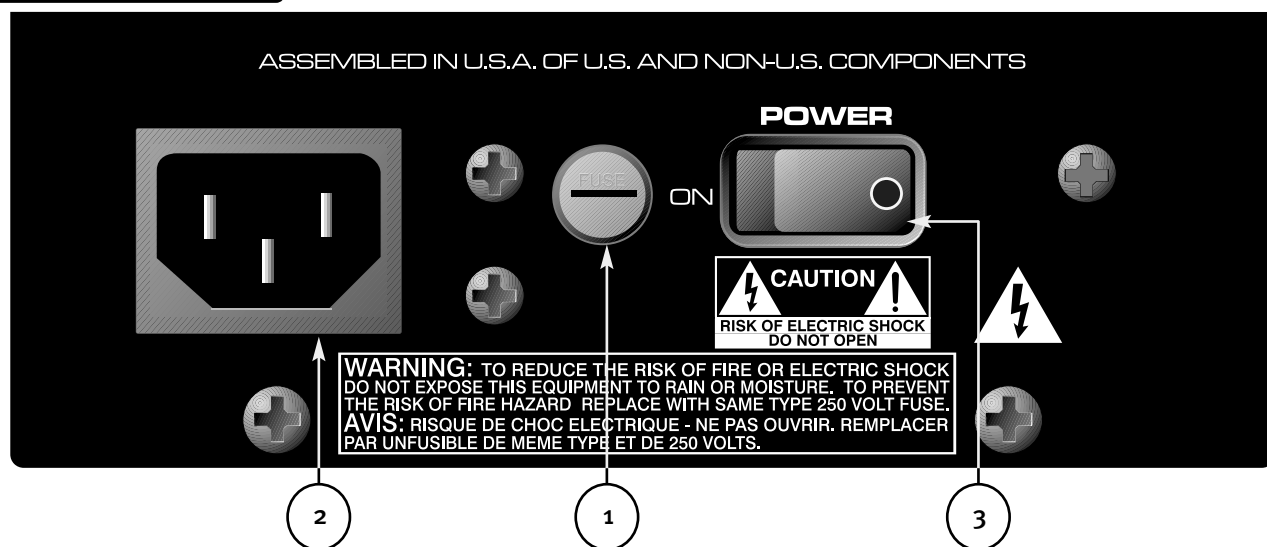 ASSEMBLED IN U.S.A. OF U.S. AND NON-U.S. COMPONENTS
POWER
FUSE
ON
CAUTION
RISK OF ELECTRIC SHOCK
DO NOT OPEN
WARNING: TO REDUCE THE RISK OF FIRE OR ELECTRIC SHOCK
DO NOT EXPOSE THIS EQUIPMENT TO RAIN OR MOISTURE. TO PREVENT
THE RISK OF FIRE HAZARD REPLACE WITH SAME TYPE 250 VOLT FUSE.
AVIS: RISQUE DE CHOC ELECTRIQUE - NE PAS OUVRIR. REMPLACER
PAR UNFUSIBLE DE MEME TYPE ET DE 250 VOLTS.
2
1
3